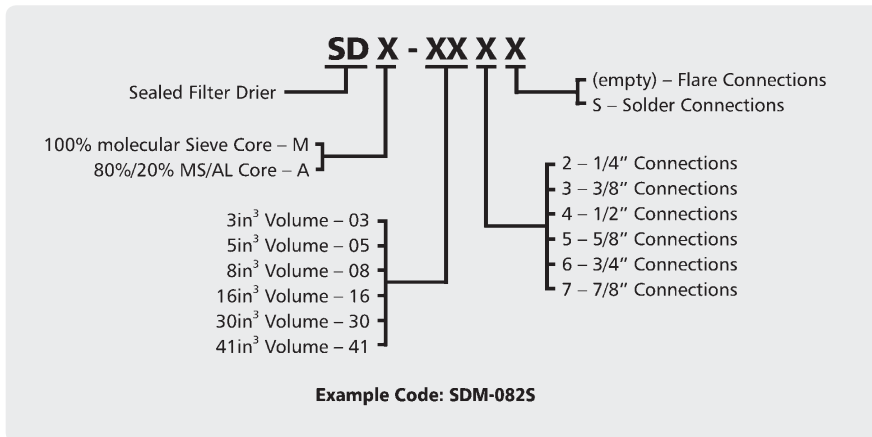 SD X - XX X X
Sealed Filter Drier
(empty) – Flare Connections
S – Solder Connections
100% molecular Sieve Core – M
80%/20% MS/AL Core – A
2 – 1/4” Connections
3 – 3/8” Connections
4 – 1/2” Connections
5 – 5/8” Connections
6 – 3/4” Connections
7 – 7/8” Connections
3in³ Volume – 03
5in³ Volume – 05
8in³ Volume – 08
16in³ Volume – 16
30in³ Volume – 30
41in³ Volume – 41
Example Code: SDM-082S